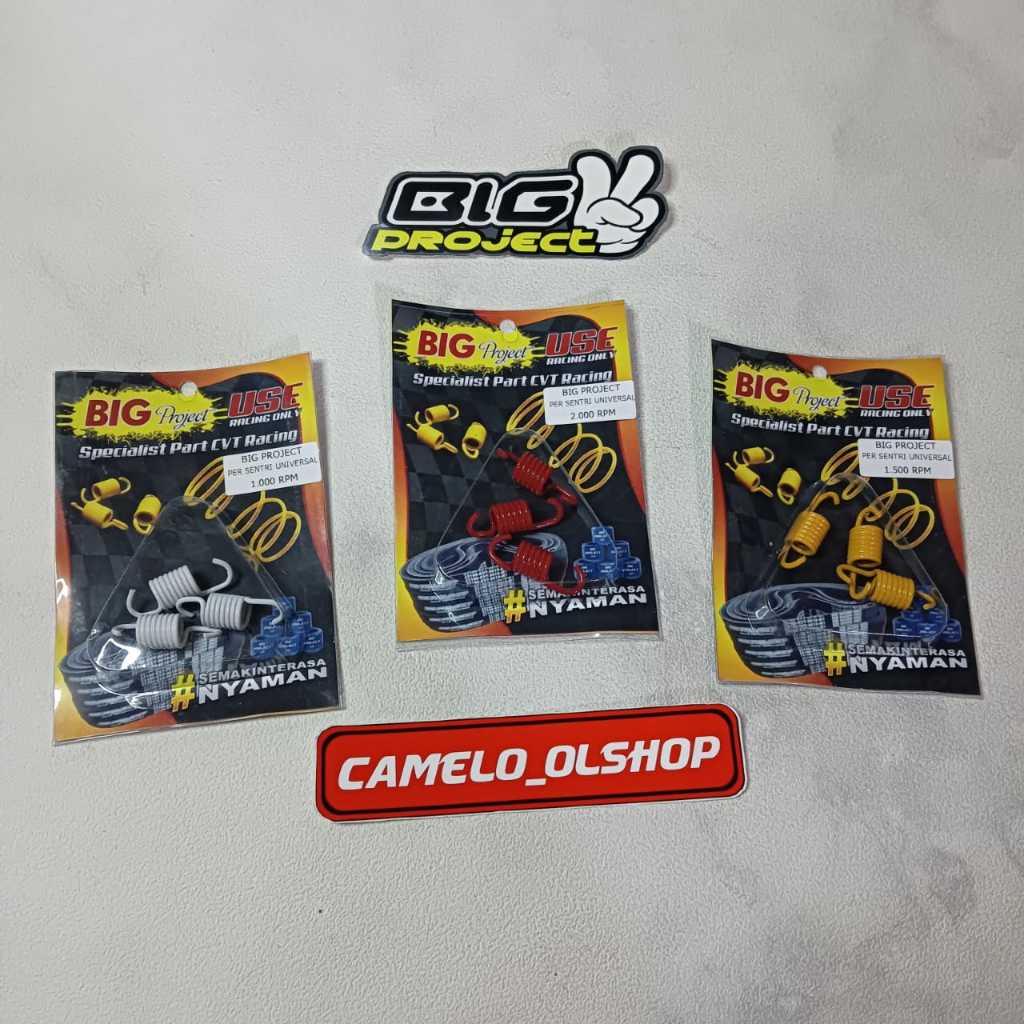 BIG
PROJECT
BIG Project USE
RACING ONLY
Specialist Part CVT Racing
BIG PROJECT
PER SENTRI UNIVERSAL
1.000 RPM
#SEMAKINTERASA
NYAMAN
BIG Project USE
RACING ONLY
Specialist Part CVT Racing
BIG PROJECT
PER SENTRI UNIVERSAL
2.000 RPM
#SEMAKINTERASA
NYAMAN
BIG Project USE
RACING ONLY
Specialist Part CVT Racing
BIG PROJECT
PER SENTRI UNIVERSAL
1.500 RPM
#SEMAKINTERASA
NYAMAN
CAMELO_OLSHOP